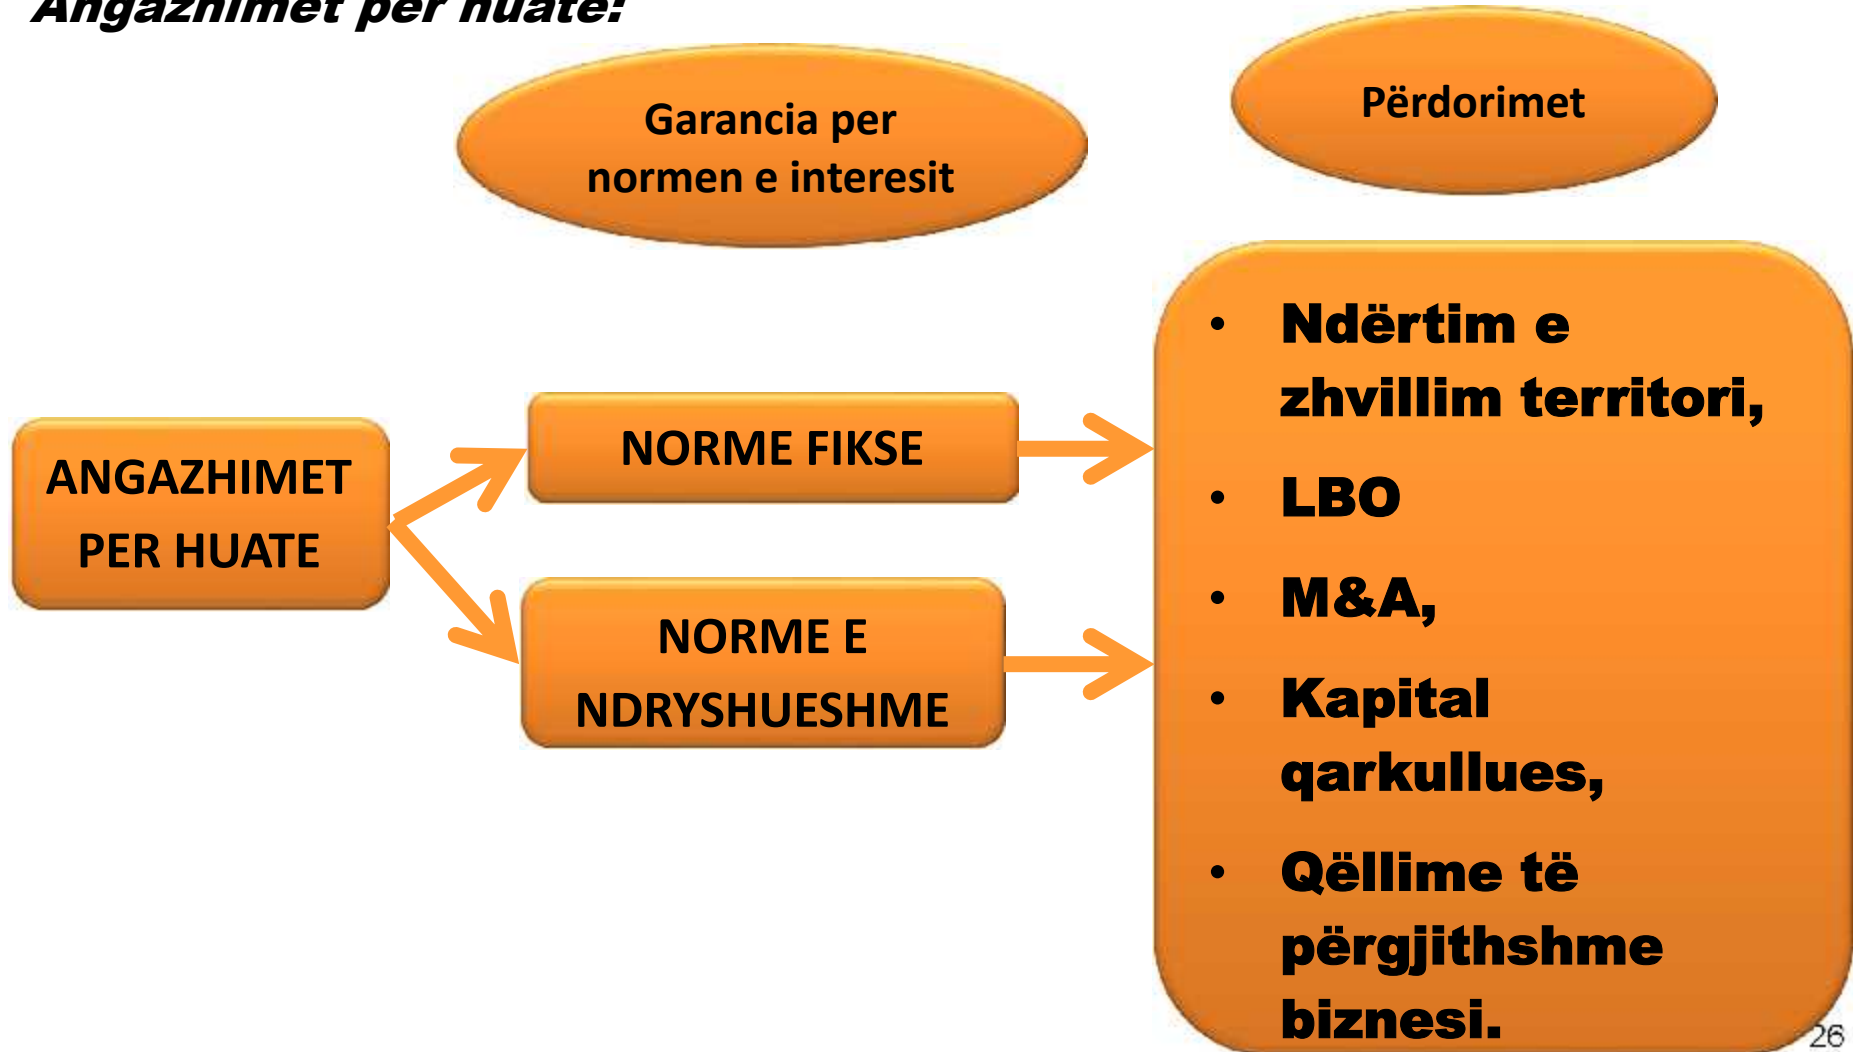 Angazhimet per huate:
Garancia per
normen e interesit
Përdorimet
ANGAZHIMET
PER HUATE
NORME FIKSE
NORME E
NDRYSHUESHME
• Ndërtim e
zhvillim territori,
• LBO
• M&A,
• Kapital
qarkullues,
• Qëllime të
përgjithshme
biznesi.
26